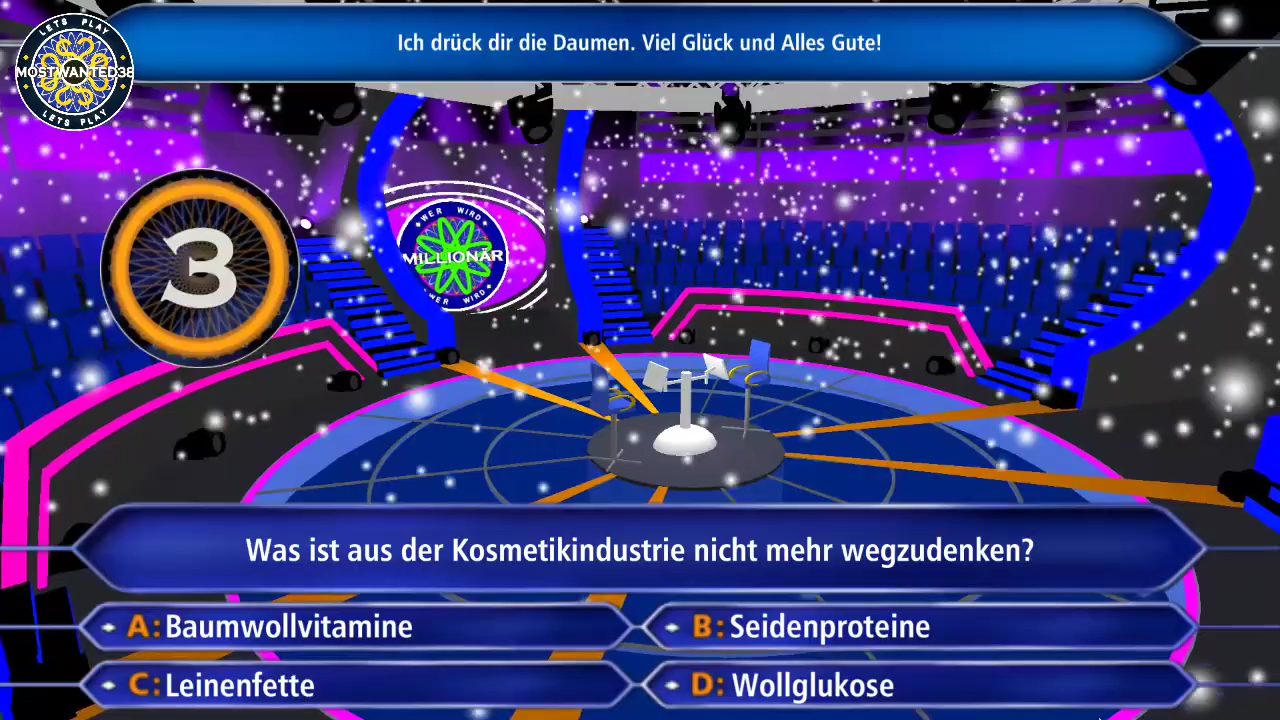 Ich drück dir die Daumen. Viel Glück und Alles Gute!
LETS PLAY
MOSTWANTED38
LETS PLAY
3
WER WIRD
MILLIONÄR
WER WIRD
Was ist aus der Kosmetikindustrie nicht mehr wegzudenken?
A: Baumwollvitamine
B: Seidenproteine
C: Leinenfette
D: Wollglukose